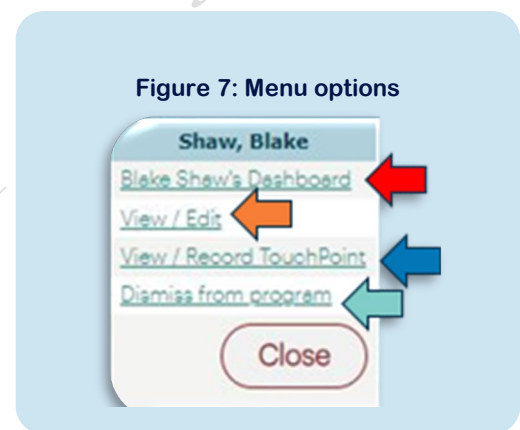 Figure 7: Menu options
Shaw, Blake
Blake Shaw's Dashboard
View / Edit
View / Record TouchPoint
Dismiss from program
Close